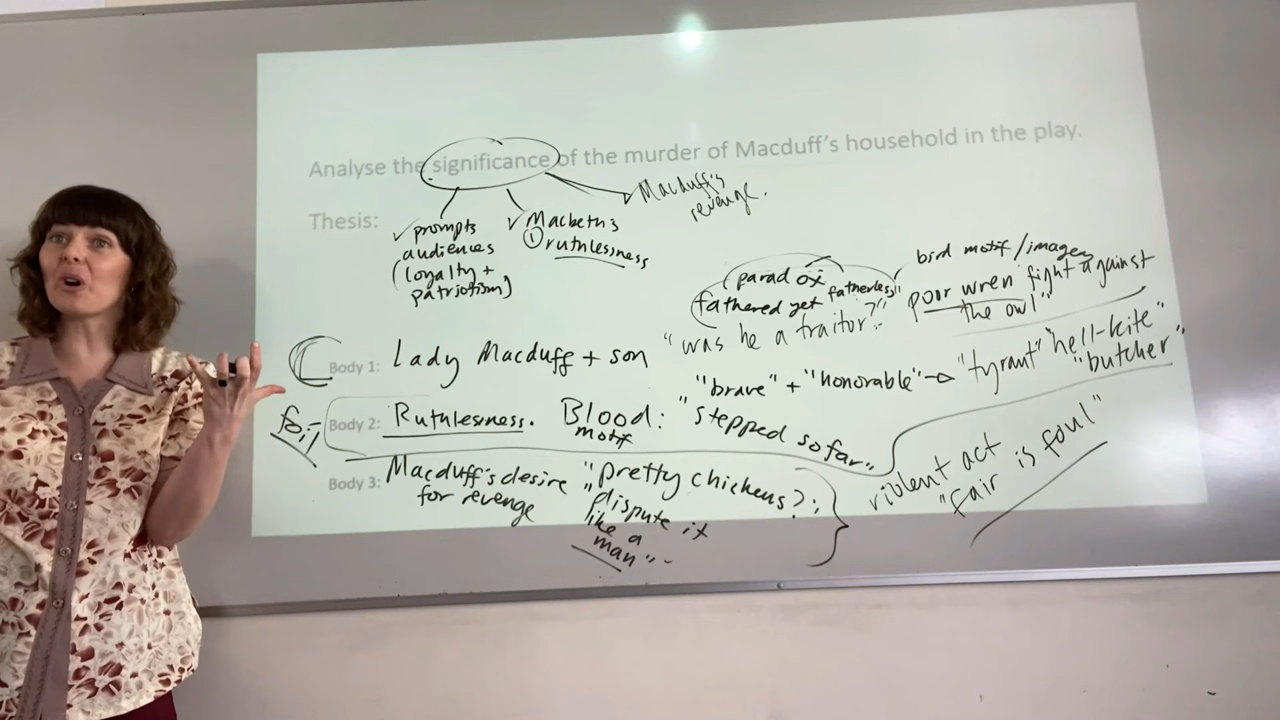 Analyse the significance of the murder of Macduff's household in the play.
Thesis:
✓ prompts
audiences
(loyalty +
patriotism)
✓ Macbeth's
① ruthlessness
✓ Macduff's
revenge.
(paradox
fathered yet fatherless"
bird motif/imagery
"poor wren fight against
the owl"
Body 1: Lady Macduff + son "was he a traitor?"
"brave" + "honorable" → "tyrant" "hell-kite"
"butcher"
foil
Body 2: Ruthlessness. Blood: "stepped so far"
motif
Body 3: Macduff's desire "pretty chickens?"
for revenge "dispute it
like a
man"
violent act
"fair is foul"